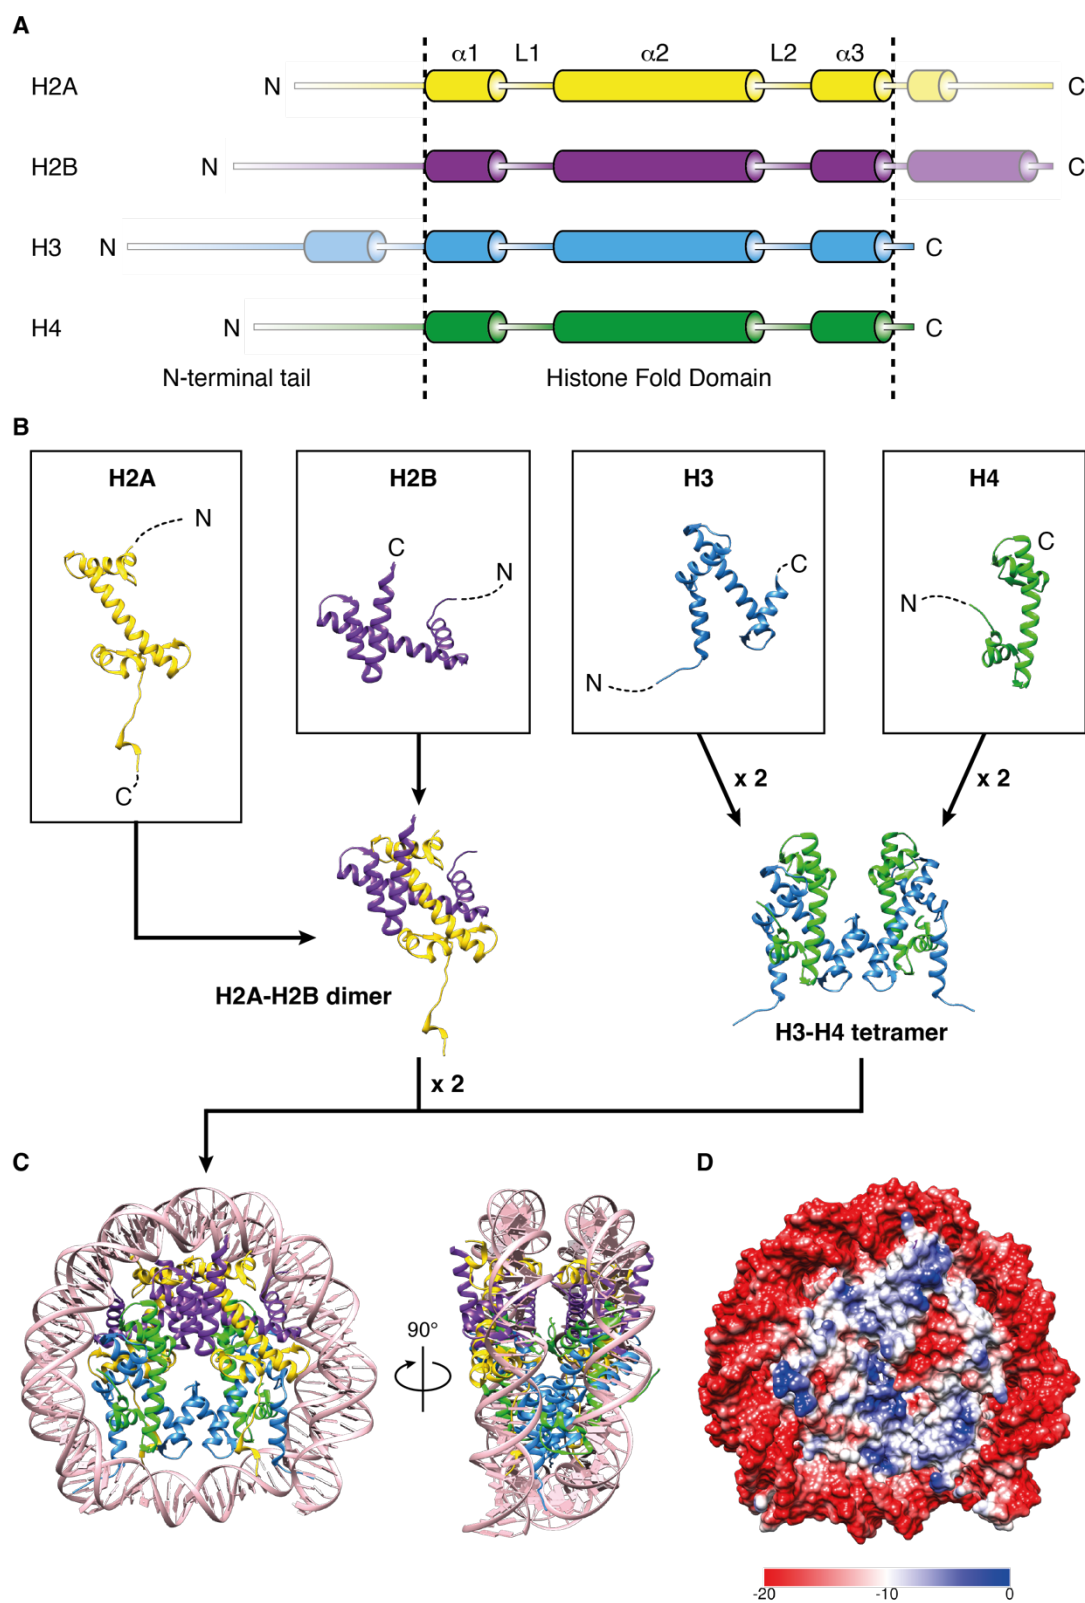 A
α1 L1 α2 L2 α3
H2A N C
H2B N C
H3 N C
H4 N C
N-terminal tail Histone Fold Domain
B
H2A H2B H3 H4
N
C
N
C
C
N
N
C
x 2 x 2
H2A-H2B dimer
H3-H4 tetramer
x 2
C D
90°
-20 -10 0